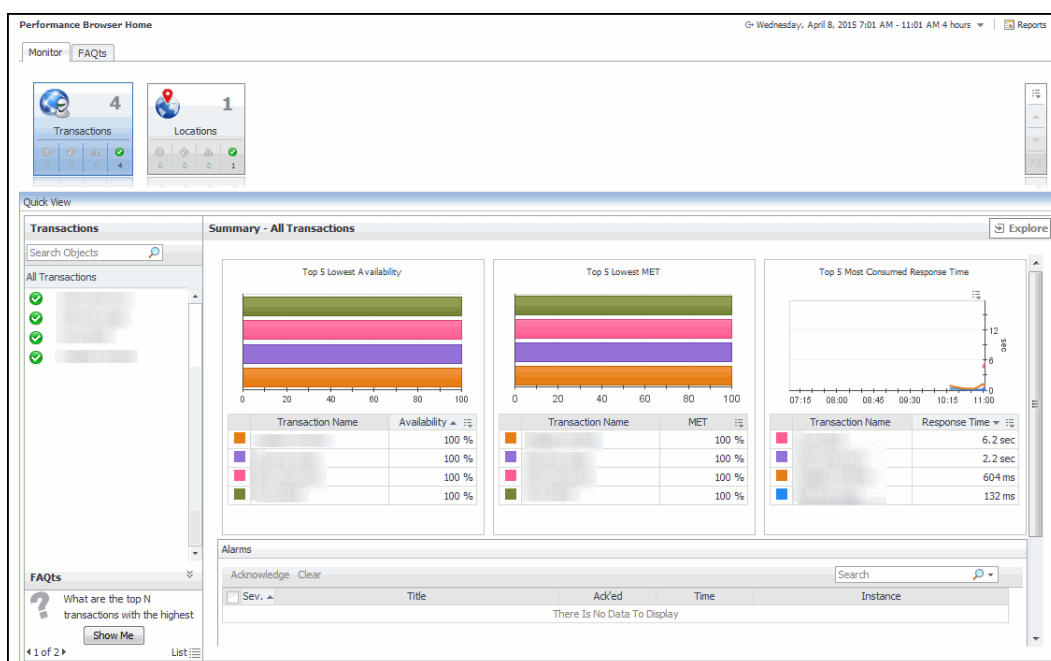 Performance Browser Home
Wednesday, April 8, 2015 7:01 AM - 11:01 AM 4 hours
Reports
Monitor
FAQts
4
Transactions
4
1
Locations
0 0 0 1
Quick View
Transactions
Search Objects
All Transactions
FAQts
What are the top N
transactions with the highest
Show Me
1 of 2
List
Summary - All Transactions
Explore
Top 5 Lowest Availability
0 20 40 60 80 100
Transaction Name Availability
100 %
100 %
100 %
100 %
Top 5 Lowest MET
0 20 40 60 80 100
Transaction Name MET
100 %
100 %
100 %
100 %
Top 5 Most Consumed Response Time
12
sec
6
0
07:15 08:00 08:45 09:30 10:15 11:00
Transaction Name Response Time
6.2 sec
2.2 sec
604 ms
132 ms
Alarms
Acknowledge Clear
Search
Sev. Title Ack'ed Time Instance
There Is No Data To Display